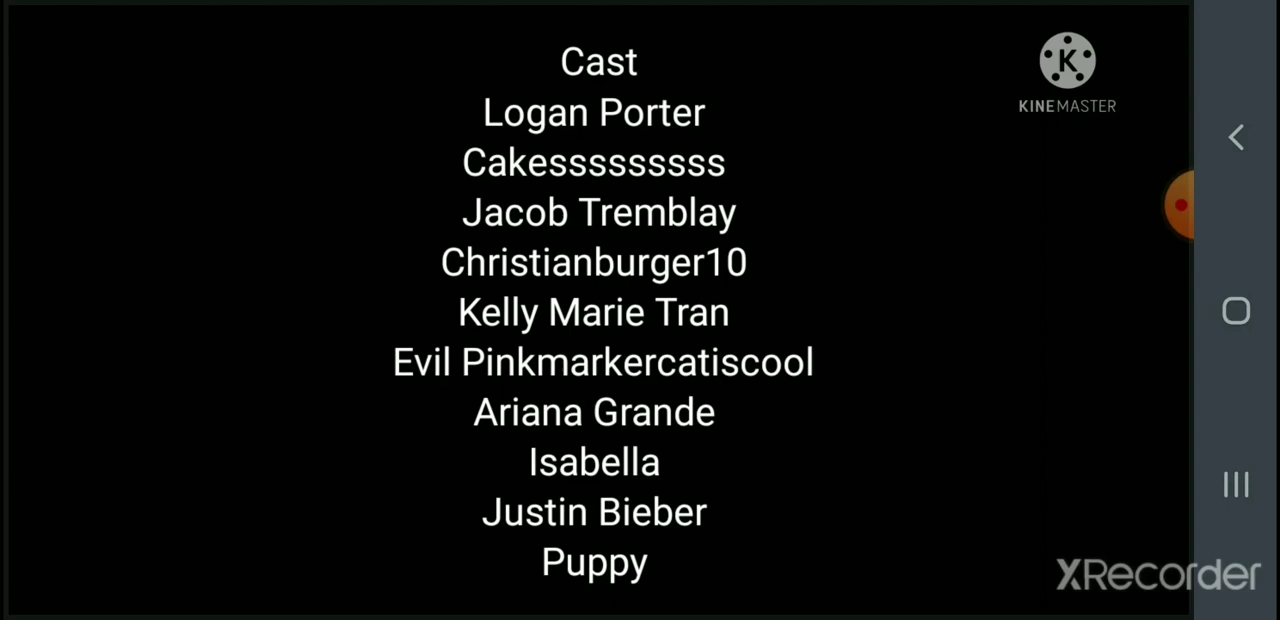 Cast
Logan Porter
Cakesssssssss
Jacob Tremblay
Christianburger10
Kelly Marie Tran
Evil Pinkmarkercatiscool
Ariana Grande
Isabella
Justin Bieber
Puppy
K
KINEMASTER
XRecorder